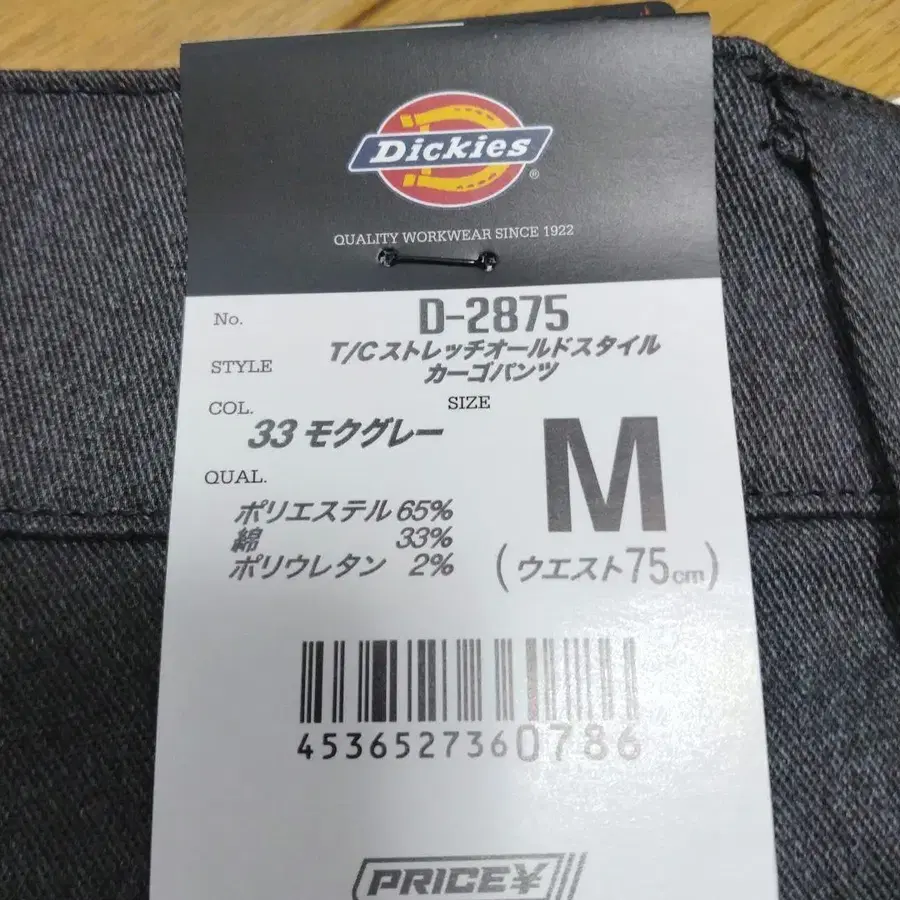 Dickies®
QUALITY WORKWEAR SINCE 1922
No. D-2875
STYLE T/Cストレッチオールドスタイル
カーゴパンツ
COL. 33 モクグレー
SIZE M
(ウエスト75cm)
QUAL.
ポリエステル 65%
綿 33%
ポリウレタン 2%
4536527360786
PRICE¥